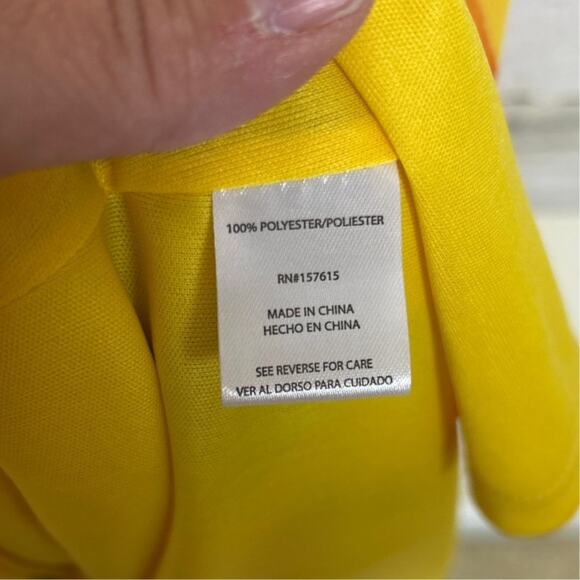 100% POLYESTER/POLIESTER
RN#157615
MADE IN CHINA
HECHO EN CHINA
SEE REVERSE FOR CARE
VER AL DORSO PARA CUIDADO